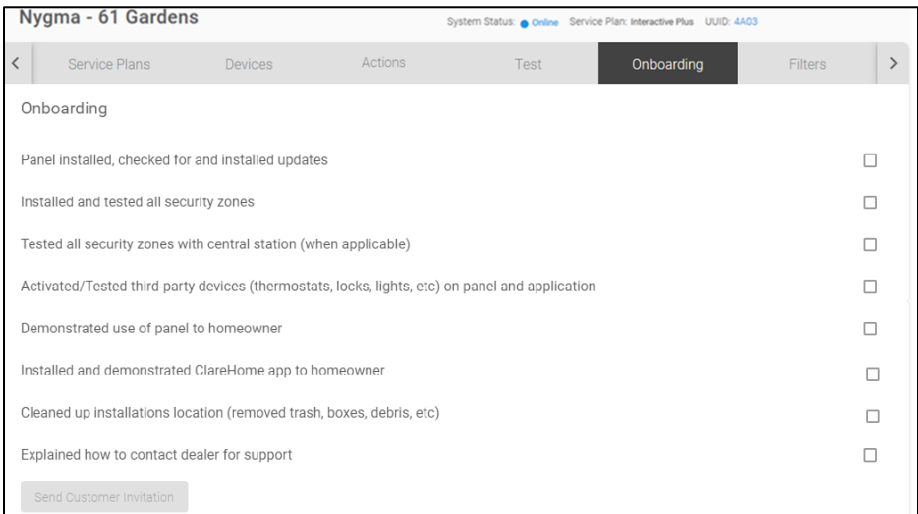 Nygma - 61 Gardens
System Status: Online Service Plan: Interactive Plus UUID: 4A03
Service Plans Devices Actions Test Onboarding Filters
Onboarding
Panel installed, checked for and installed updates
Installed and tested all security zones
Tested all security zones with central station (when applicable)
Activated/Tested third party devices (thermostats, locks, lights, etc) on panel and application
Demonstrated use of panel to homeowner
Installed and demonstrated ClareHome app to homeowner
Cleaned up installations location (removed trash, boxes, debris, etc)
Explained how to contact dealer for support
Send Customer Invitation